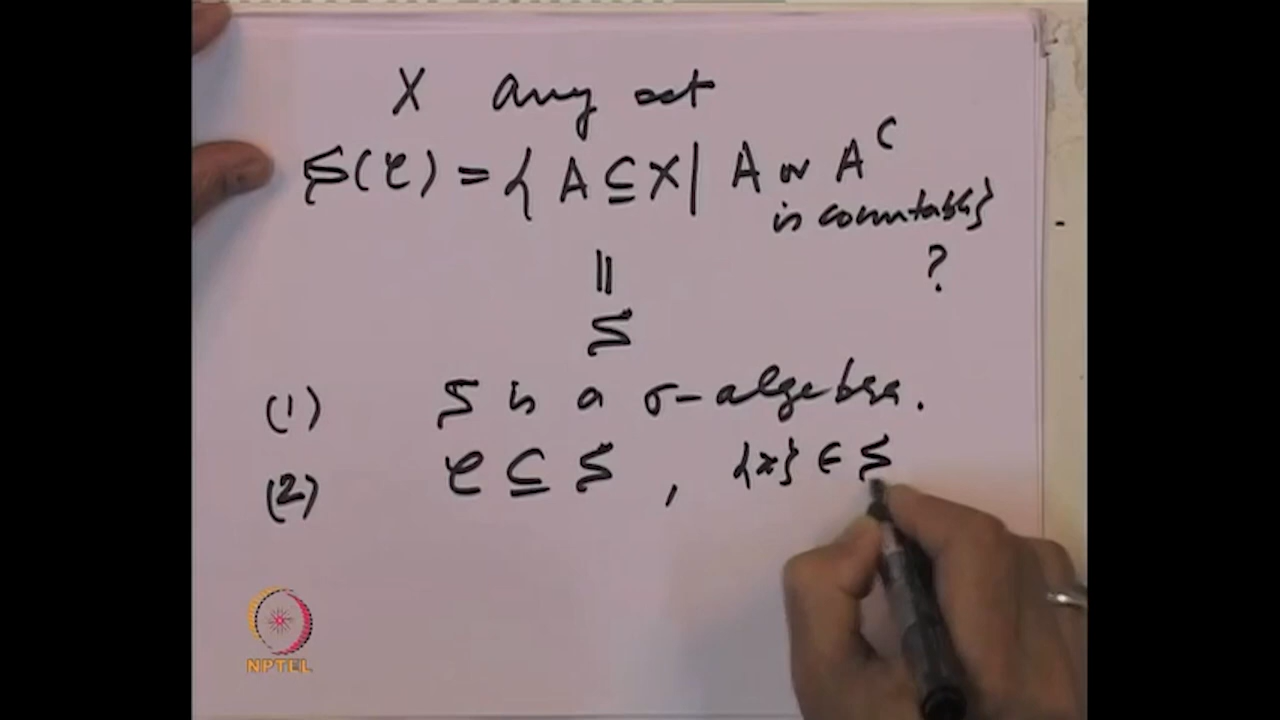 X any set
S(C) = { A ⊆ X | A or A^c
is countable}
?
||
S
(1) S is a σ-algebra.
(2) C ⊆ S , {x} ∈ S
NPTEL